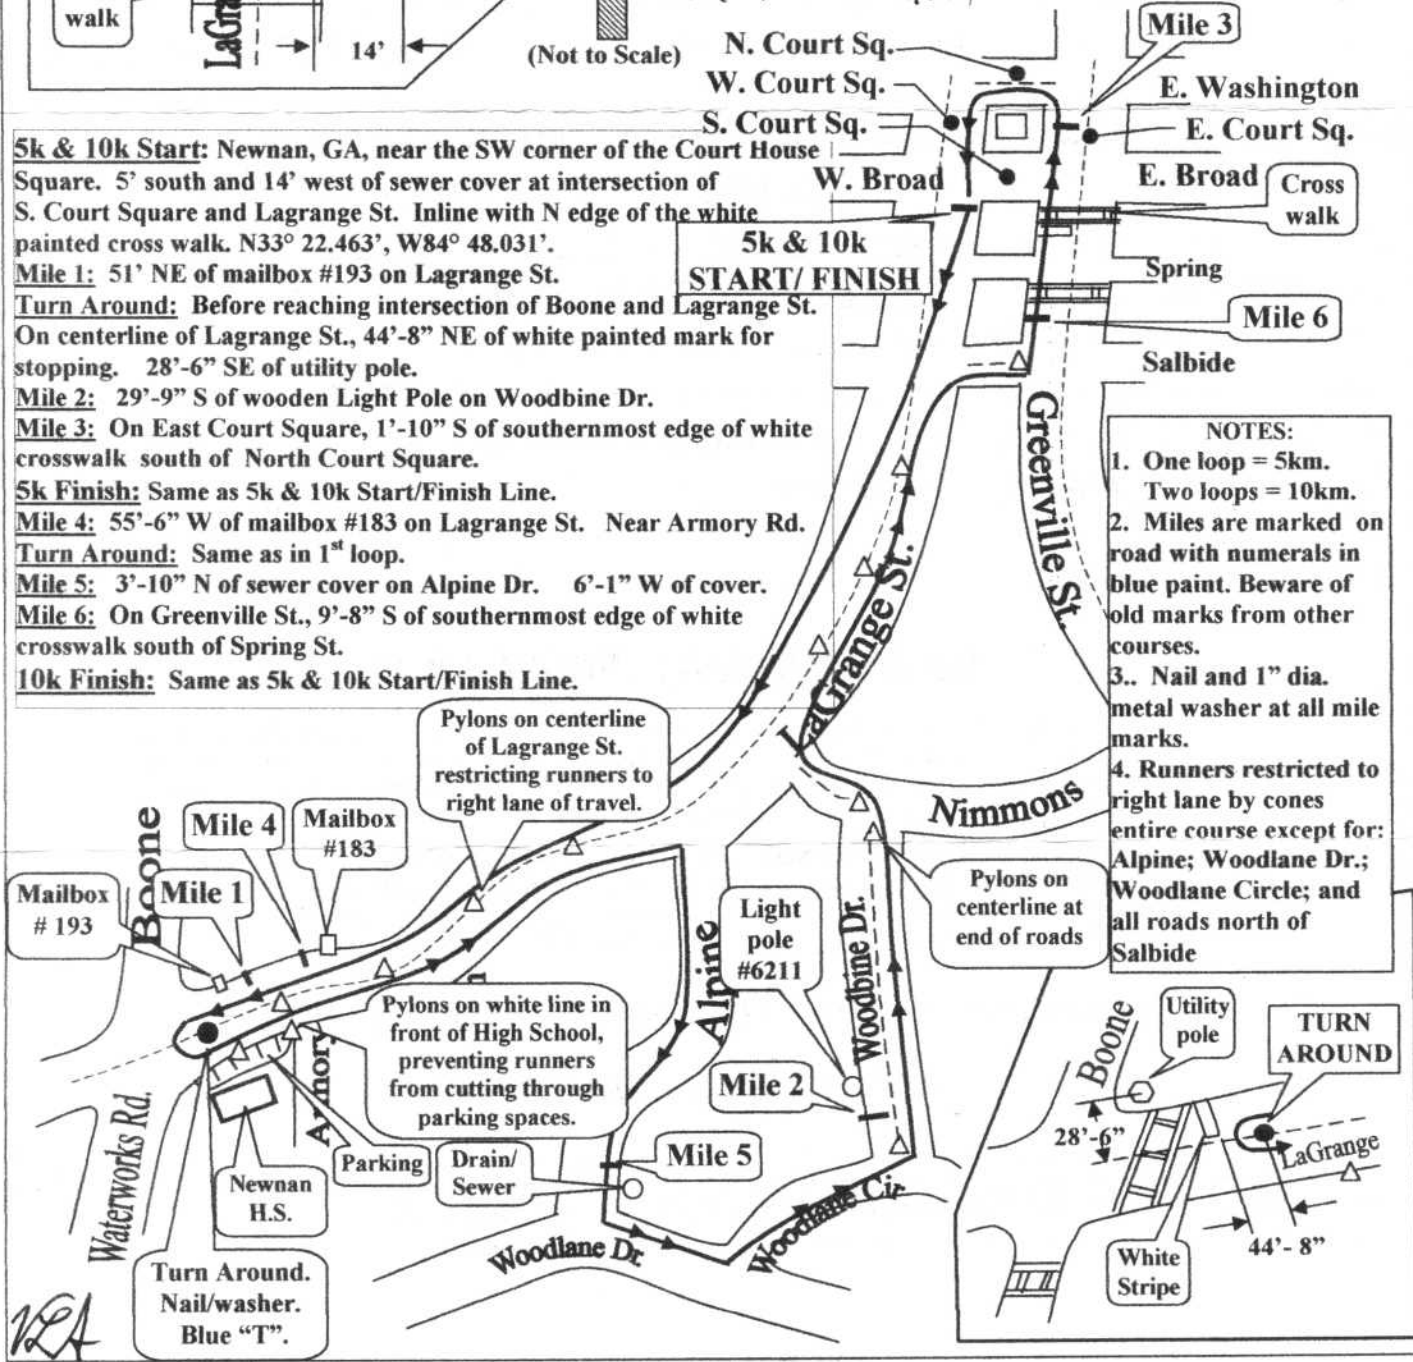 walk
LaGra
14’
(Not to Scale)
N. Court Sq.
W. Court Sq.
S. Court Sq.
W. Broad
Mile 3
E. Washington
E. Court Sq.
E. Broad
Cross
walk
5k & 10k
START/ FINISH
Spring
Mile 6
Salbide
5k & 10k Start: Newnan, GA, near the SW corner of the Court House
Square. 5’ south and 14’ west of sewer cover at intersection of
S. Court Square and Lagrange St. Inline with N edge of the white
painted cross walk. N33° 22.463’, W84° 48.031’.
Mile 1: 51’ NE of mailbox #193 on Lagrange St.
Turn Around: Before reaching intersection of Boone and Lagrange St.
On centerline of Lagrange St., 44’-8” NE of white painted mark for
stopping. 28’-6” SE of utility pole.
Mile 2: 29’-9” S of wooden Light Pole on Woodbine Dr.
Mile 3: On East Court Square, 1’-10” S of southernmost edge of white
crosswalk south of North Court Square.
5k Finish: Same as 5k & 10k Start/Finish Line.
Mile 4: 55’-6” W of mailbox #183 on Lagrange St. Near Armory Rd.
Turn Around: Same as in 1st loop.
Mile 5: 3’-10” N of sewer cover on Alpine Dr. 6’-1” W of cover.
Mile 6: On Greenville St., 9’-8” S of southernmost edge of white
crosswalk south of Spring St.
10k Finish: Same as 5k & 10k Start/Finish Line.
Greenville St.
LaGrange St.
NOTES:
1. One loop = 5km.
Two loops = 10km.
2. Miles are marked on
road with numerals in
blue paint. Beware of
old marks from other
courses.
3.. Nail and 1” dia.
metal washer at all mile
marks.
4. Runners restricted to
right lane by cones
entire course except for:
Alpine; Woodlane Dr.;
Woodlane Circle; and
all roads north of
Salbide
Pylons on centerline
of Lagrange St.
restricting runners to
right lane of travel.
Nimmons
Boone
Mile 4
Mailbox
#183
Mailbox
# 193
Mile 1
Pylons on
centerline at
end of roads
Light
pole
#6211
Woodbine Dr.
Alpine
Pylons on white line in
front of High School,
preventing runners
from cutting through
parking spaces.
Armory
Waterworks Rd.
Mile 2
Mile 5
Parking
Drain/
Sewer
Newnan
H.S.
Woodlane Dr.
Woodlane Cir.
Turn Around.
Nail/washer.
Blue “T”.
VLA
Boone
Utility
pole
TURN
AROUND
28’-6”
LaGrange
44’- 8”
White
Stripe